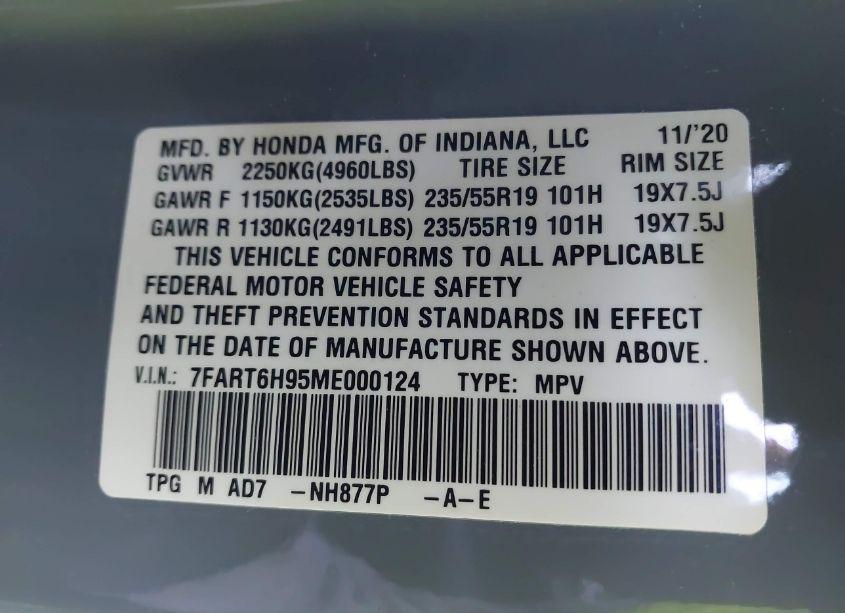 MFD. BY HONDA MFG. OF INDIANA, LLC 11/'20
GVWR 2250KG(4960LBS) TIRE SIZE RIM SIZE
GAWR F 1150KG(2535LBS) 235/55R19 101H 19X7.5J
GAWR R 1130KG(2491LBS) 235/55R19 101H 19X7.5J
THIS VEHICLE CONFORMS TO ALL APPLICABLE
FEDERAL MOTOR VEHICLE SAFETY
AND THEFT PREVENTION STANDARDS IN EFFECT
ON THE DATE OF MANUFACTURE SHOWN ABOVE.
V.I.N.: 7FART6H95ME000124 TYPE: MPV
TPG M AD7 -NH877P -A-E